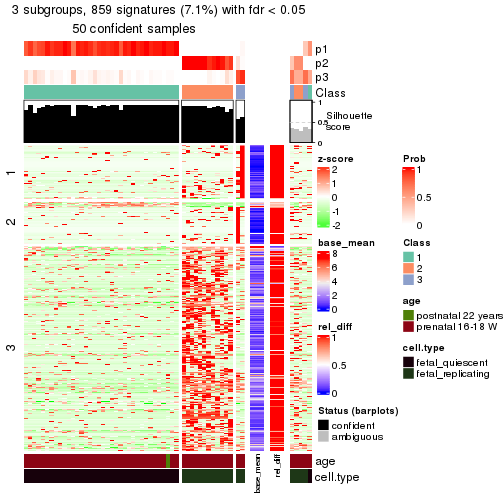 3 subgroups, 859 signatures (7.1%) with fdr < 0.05
50 confident samples
p1
p2
p3
Class
1
0.5
0
Silhouette
score
1
2
3
z-score
2
1
0
-1
-2
base_mean
8
6
4
2
0
rel_diff
1
0.5
0
Status (barplots)
confident
ambiguous
Prob
1
0.5
0
Class
1
2
3
age
postnatal 22 years
prenatal 16-18 W
cell.type
fetal_quiescent
fetal_replicating
base_mean
rel_diff
age
cell.type